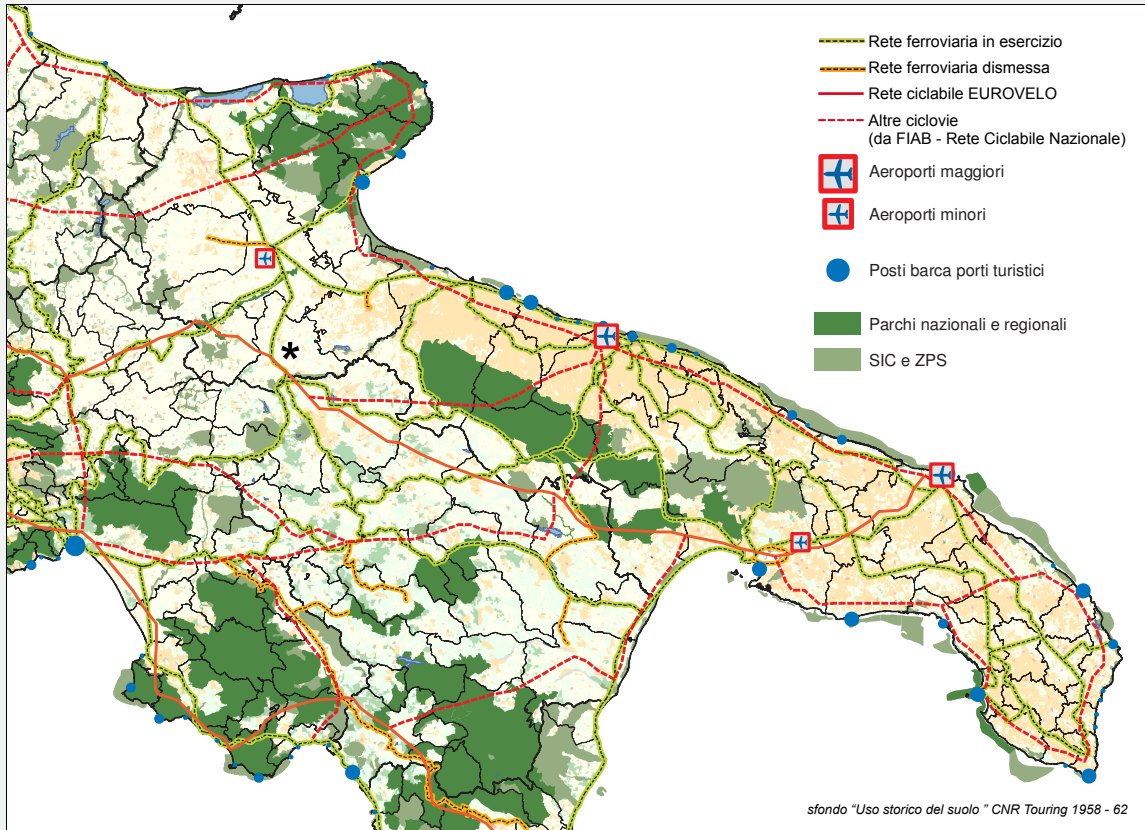 Rete ferroviaria in esercizio
Rete ferroviaria dismessa
Rete ciclabile EUROVELO
Altre ciclovie
(da FIAB - Rete Ciclabile Nazionale)
Aeroporti maggiori
Aeroporti minori
Posti barca porti turistici
Parchi nazionali e regionali
SIC e ZPS
*
sfondo "Uso storico del suolo " CNR Touring 1958 - 62